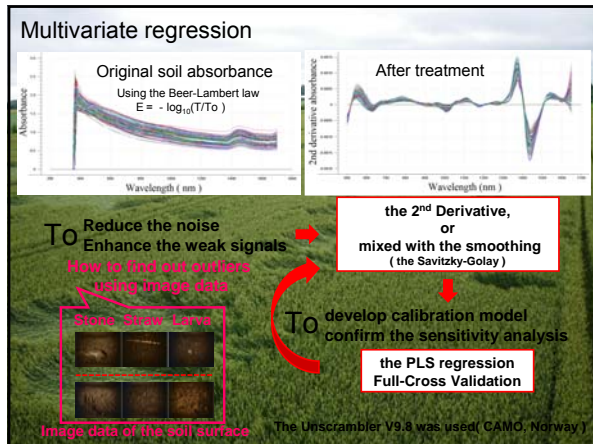 Multivariate regression
Original soil absorbance
Using the Beer-Lambert law
E = - log10(T/To )
Absorbance
Wavelength ( nm )
After treatment
2nd derivative absorbance
Wavelength ( nm )
To Reduce the noise
Enhance the weak signals
the 2nd Derivative,
or
mixed with the smoothing
( the Savitzky-Golay )
How to find out outliers
using image data
Stone Straw Larva
Image data of the soil surface
To develop calibration model
confirm the sensitivity analysis
the PLS regression
Full-Cross Validation
The Unscrambler V9.8 was used( CAMO, Norway )